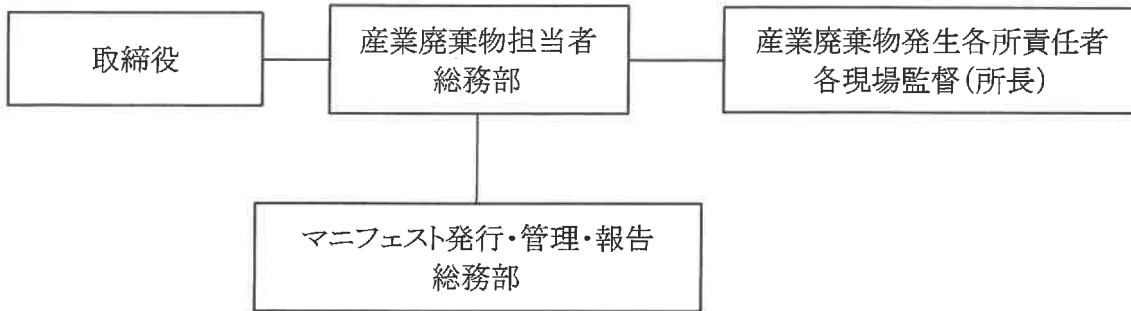 取締役
産業廃棄物担当者
総務部
産業廃棄物発生各所責任者
各現場監督(所長)
マニフェスト発行・管理・報告
総務部